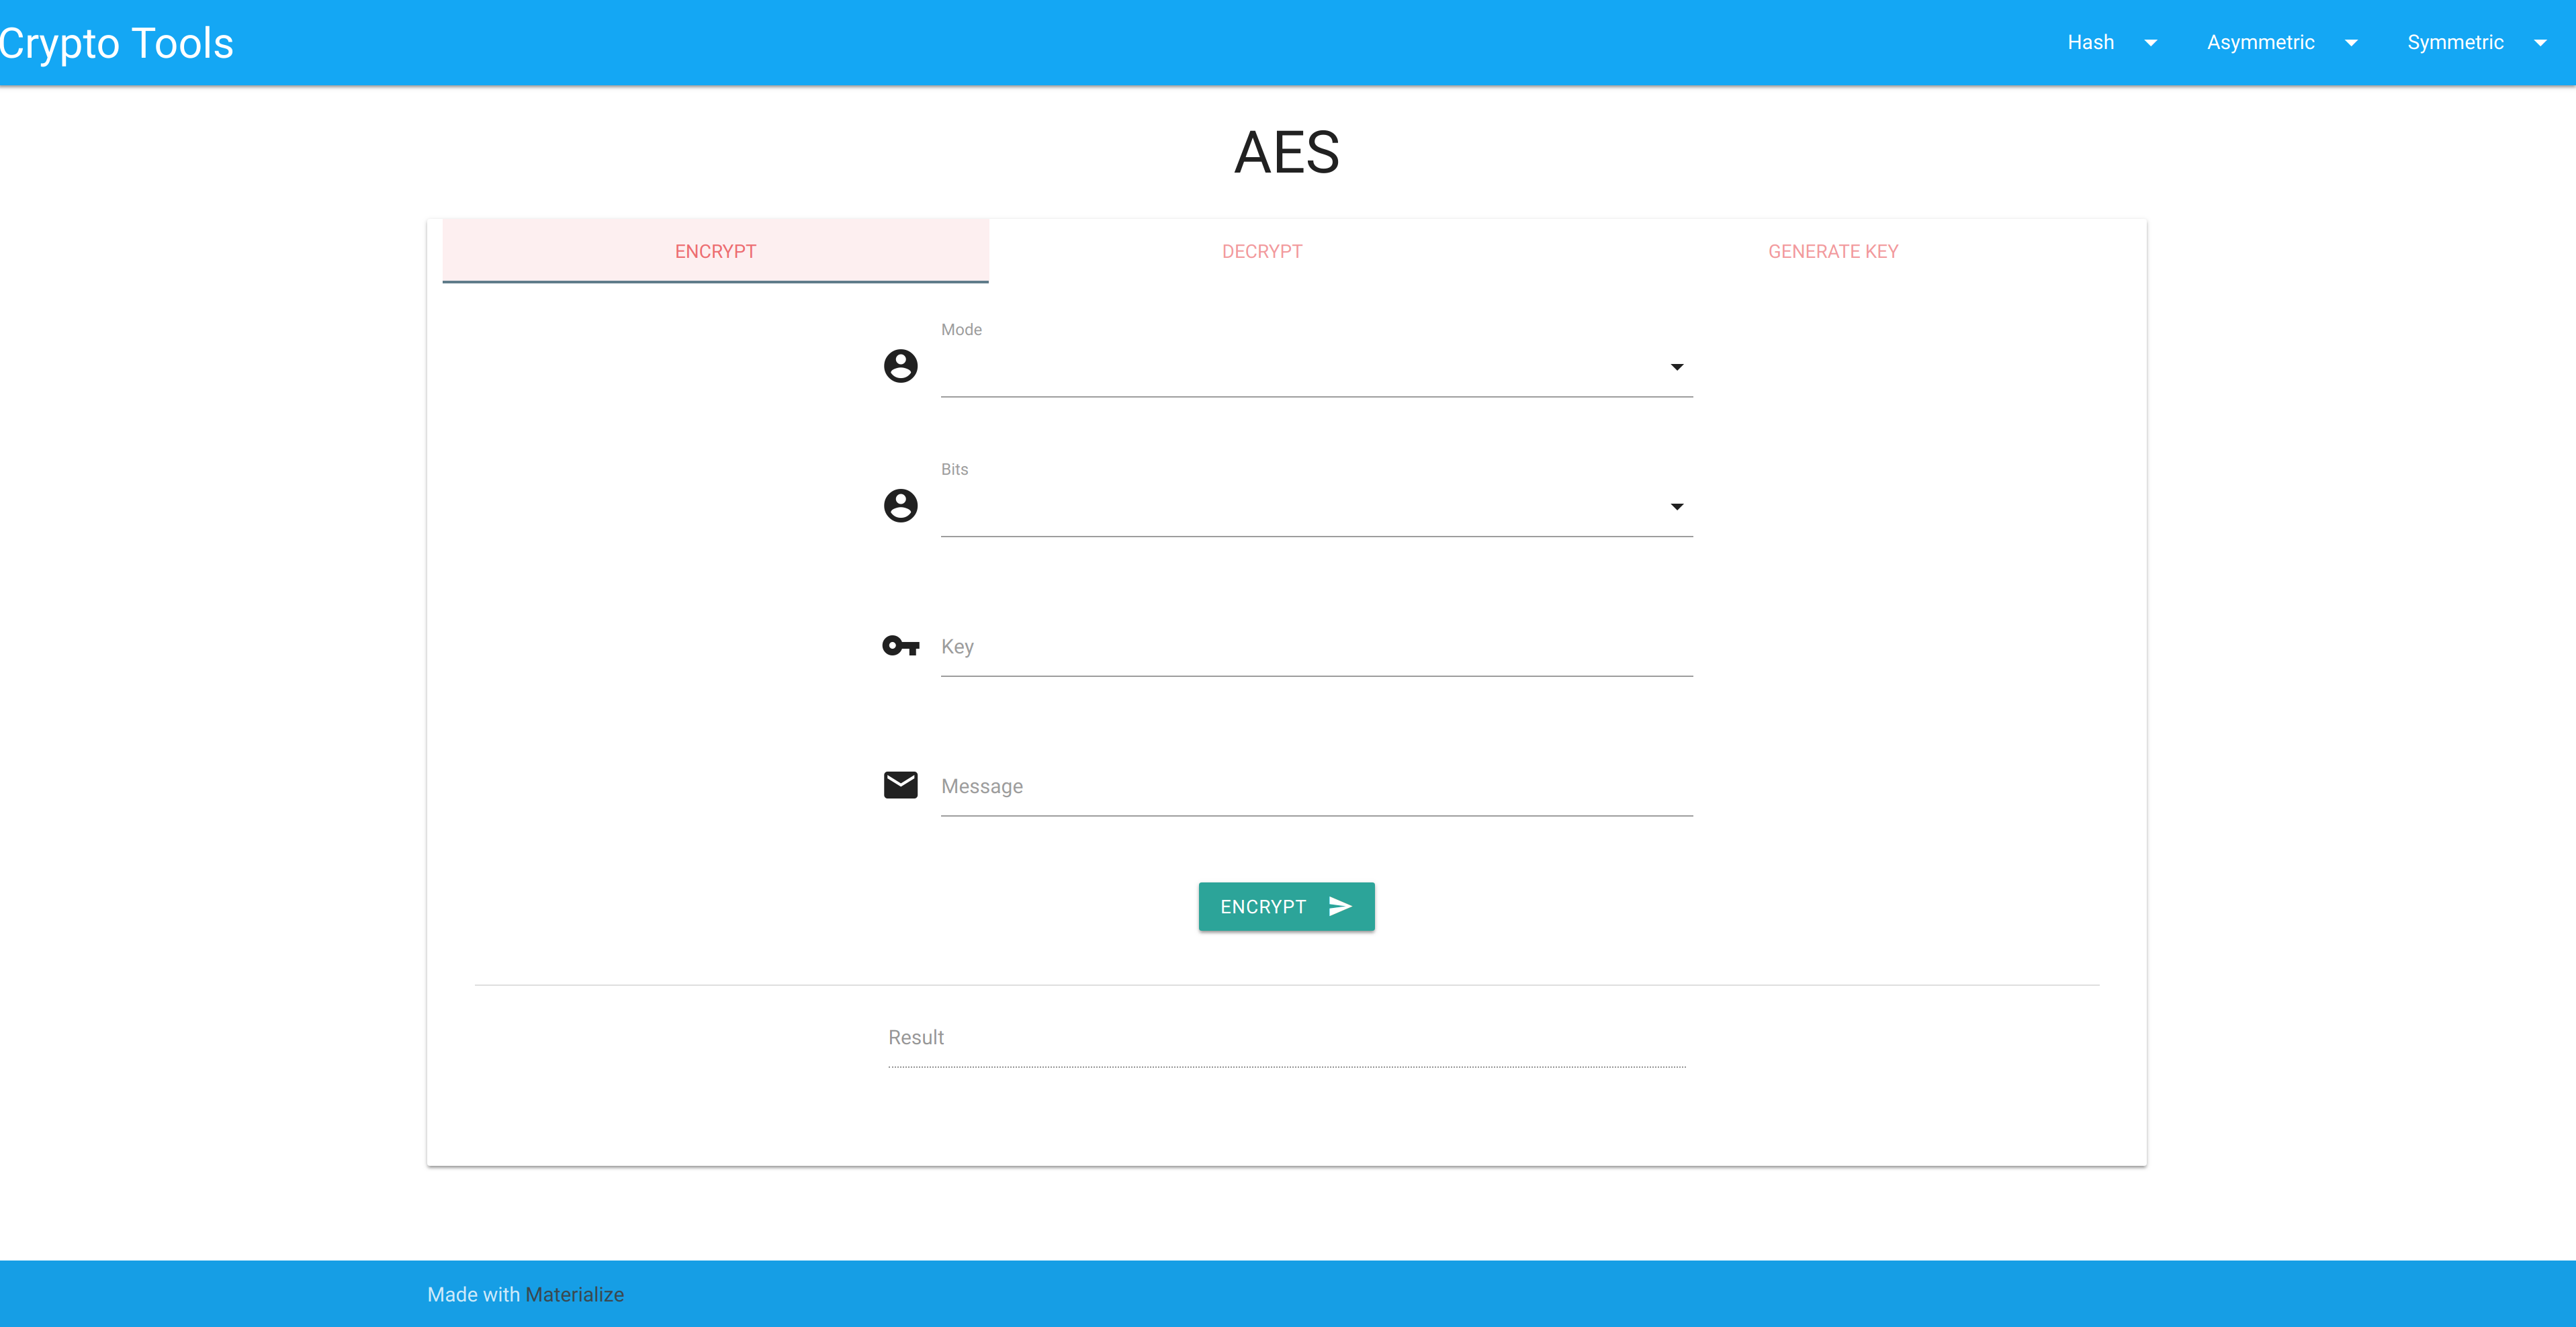 Crypto Tools
Hash
Asymmetric
Symmetric
AES
ENCRYPT
DECRYPT
GENERATE KEY
Mode
Bits
Key
Message
ENCRYPT
Result
Made with Materialize